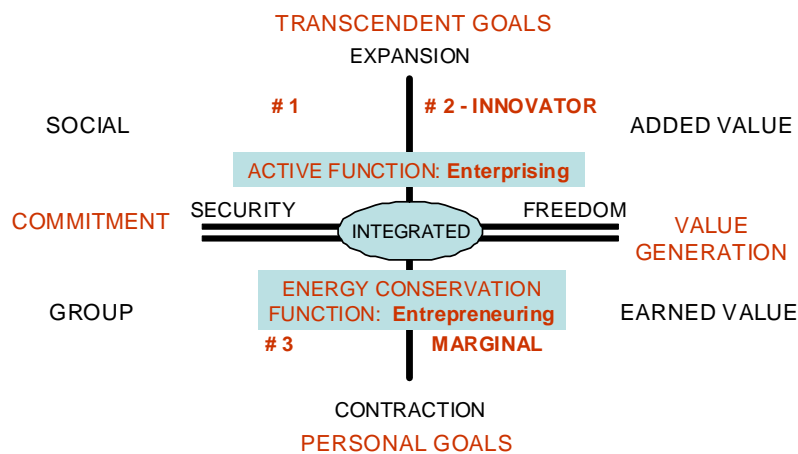 TRANSCENDENT GOALS
EXPANSION
# 1
# 2 - INNOVATOR
SOCIAL
ADDED VALUE
ACTIVE FUNCTION: Enterprising
COMMITMENT
SECURITY
FREEDOM
INTEGRATED
VALUE
GENERATION
ENERGY CONSERVATION
FUNCTION: Entrepreneuring
GROUP
EARNED VALUE
# 3
MARGINAL
CONTRACTION
PERSONAL GOALS